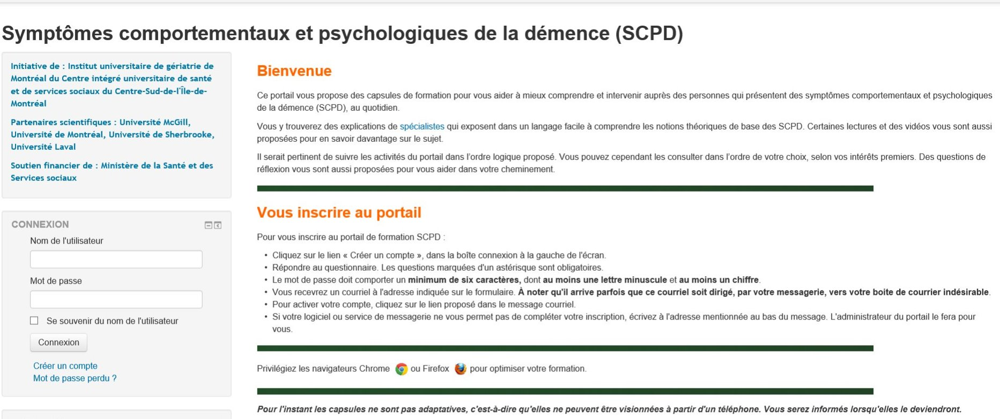 Symptômes comportementaux et psychologiques de la démence (SCPD)
Initiative de : Institut universitaire de gériatrie de
Montréal du Centre intégré universitaire de santé
et de services sociaux du Centre-Sud-de-l'Île-de-
Montréal
Partenaires scientifiques : Université McGill,
Université de Montréal, Université de Sherbrooke,
Université Laval
Soutien financier de : Ministère de la Santé et des
Services sociaux
CONNEXION
Nom de l'utilisateur
Mot de passe
Se souvenir du nom de l'utilisateur
Connexion
Créer un compte
Mot de passe perdu ?
Bienvenue
Ce portail vous propose des capsules de formation pour vous aider à mieux comprendre et intervenir auprès des personnes qui présentent des symptômes comportementaux et psychologiques
de la démence (SCPD), au quotidien.
Vous y trouverez des explications de spécialistes qui exposent dans un langage facile à comprendre les notions théoriques de base des SCPD. Certaines lectures et des vidéos vous sont aussi
proposées pour en savoir davantage sur le sujet.
Il serait pertinent de suivre les activités du portail dans l'ordre logique proposé. Vous pouvez cependant les consulter dans l'ordre de votre choix, selon vos intérêts premiers. Des questions de
réflexion vous sont aussi proposées pour vous aider dans votre cheminement.
Vous inscrire au portail
Pour vous inscrire au portail de formation SCPD :
• Cliquez sur le lien « Créer un compte », dans la boîte connexion à la gauche de l'écran.
• Répondre au questionnaire. Les questions marquées d'un astérisque sont obligatoires.
• Le mot de passe doit comporter un minimum de six caractères, dont au moins une lettre minuscule et au moins un chiffre.
• Vous recevrez un courriel à l'adresse indiquée sur le formulaire. À noter qu'il arrive parfois que ce courriel soit dirigé, par votre messagerie, vers votre boite de courrier indésirable.
• Pour activer votre compte, cliquez sur le lien proposé dans le message courriel.
• Si votre logiciel ou service de messagerie ne vous permet pas de compléter votre inscription, écrivez à l'adresse mentionnée au bas du message. L'administrateur du portail le fera pour
vous.
Privilégiez les navigateurs Chrome ou Firefox pour optimiser votre formation.
Pour l'instant les capsules ne sont pas adaptatives, c'est-à-dire qu'elles ne peuvent être visionnées à partir d'un téléphone. Vous serez informés lorsqu'elles le deviendront.